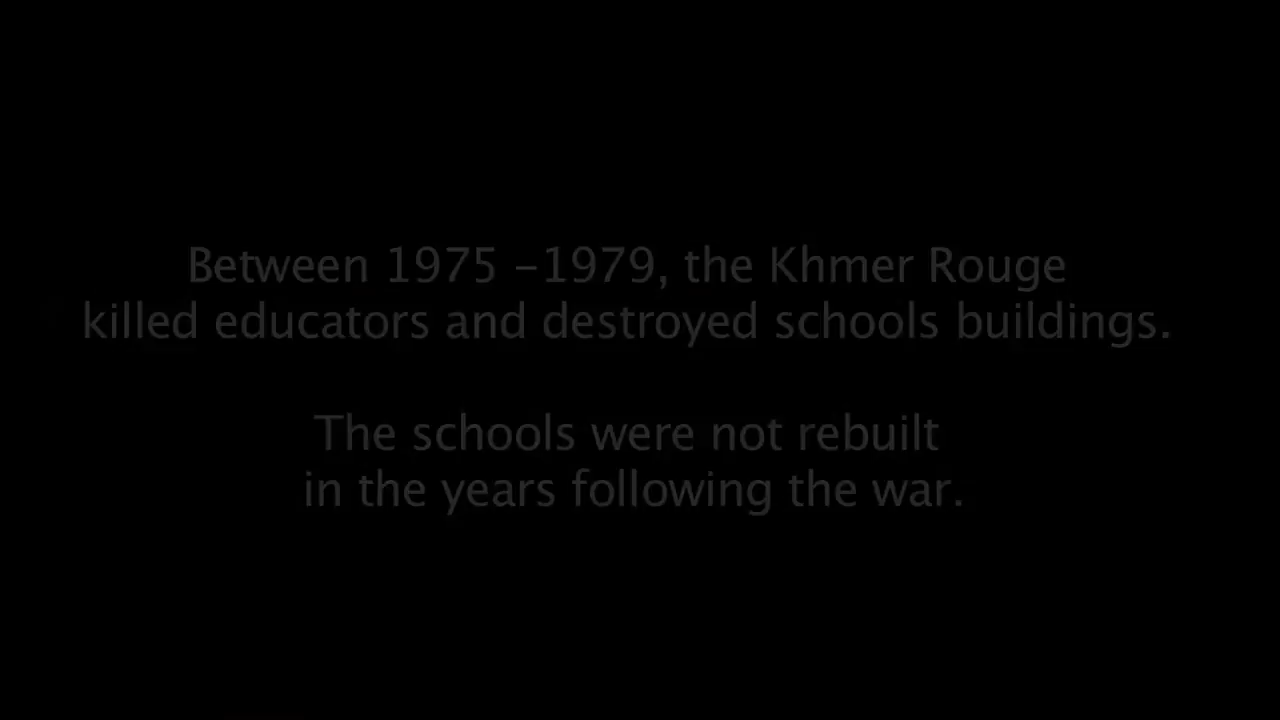 Between 1975 -1979, the Khmer Rouge
killed educators and destroyed schools buildings.
The schools were not rebuilt
in the years following the war.